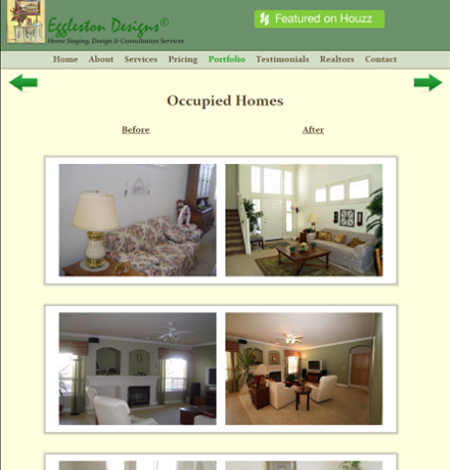 Eggleston Designs®
Home Staging, Design & Consultation Services
Featured on Houzz
Home About Services Pricing Portfolio Testimonials Realtors Contact
Occupied Homes
Before After